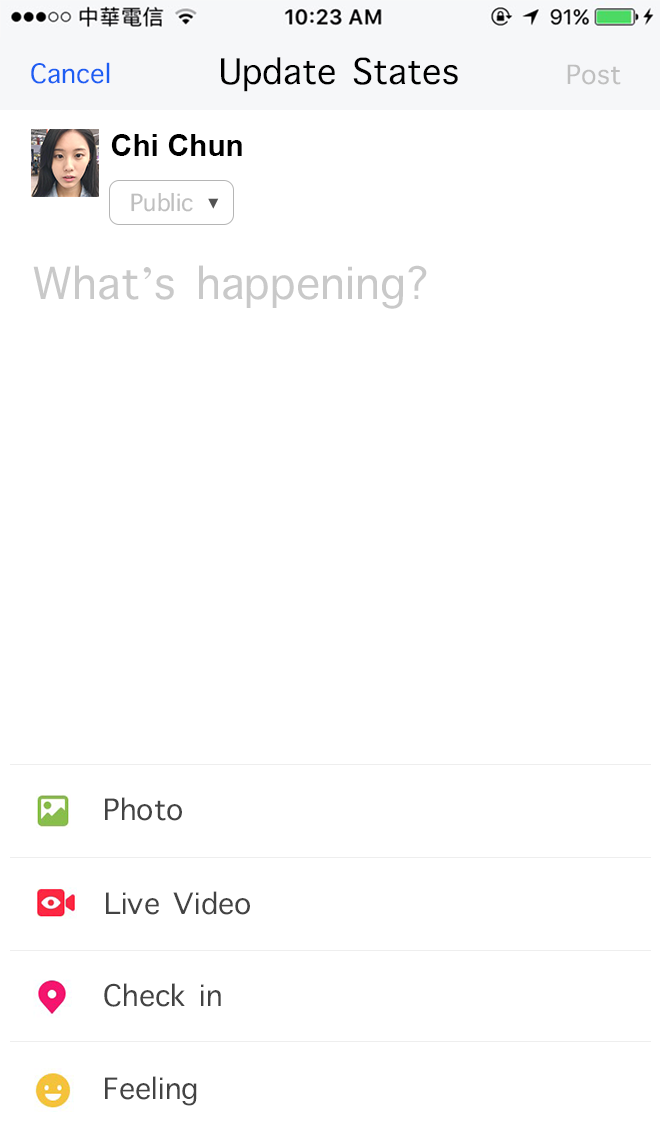 中華電信 10:23 AM 91%
Cancel Update States Post
Chi Chun
Public
What’s happening?
Photo
Live Video
Check in
Feeling